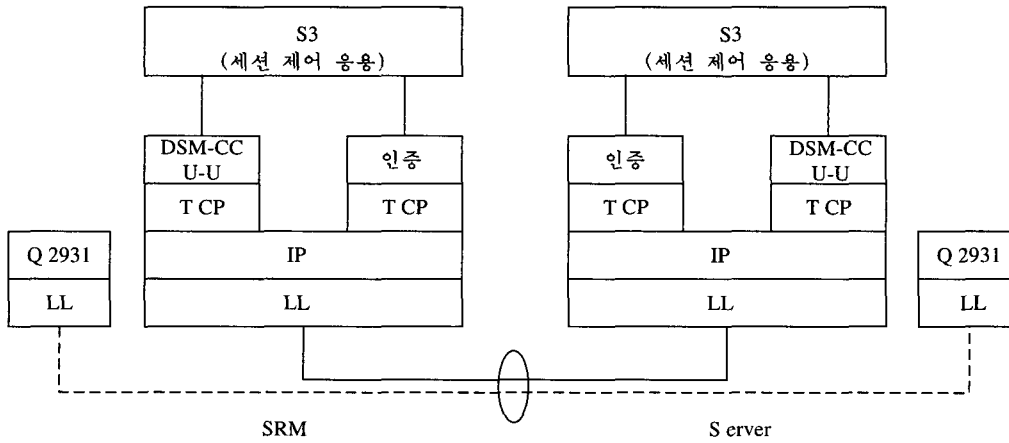 S3
(세션 제어 응용)
S3
(세션 제어 응용)
DSM-CC
U-U
인증
인증
DSM-CC
U-U
T CP
T CP
T CP
T CP
Q 2931
IP
IP
Q 2931
LL
LL
LL
LL
SRM
S erver